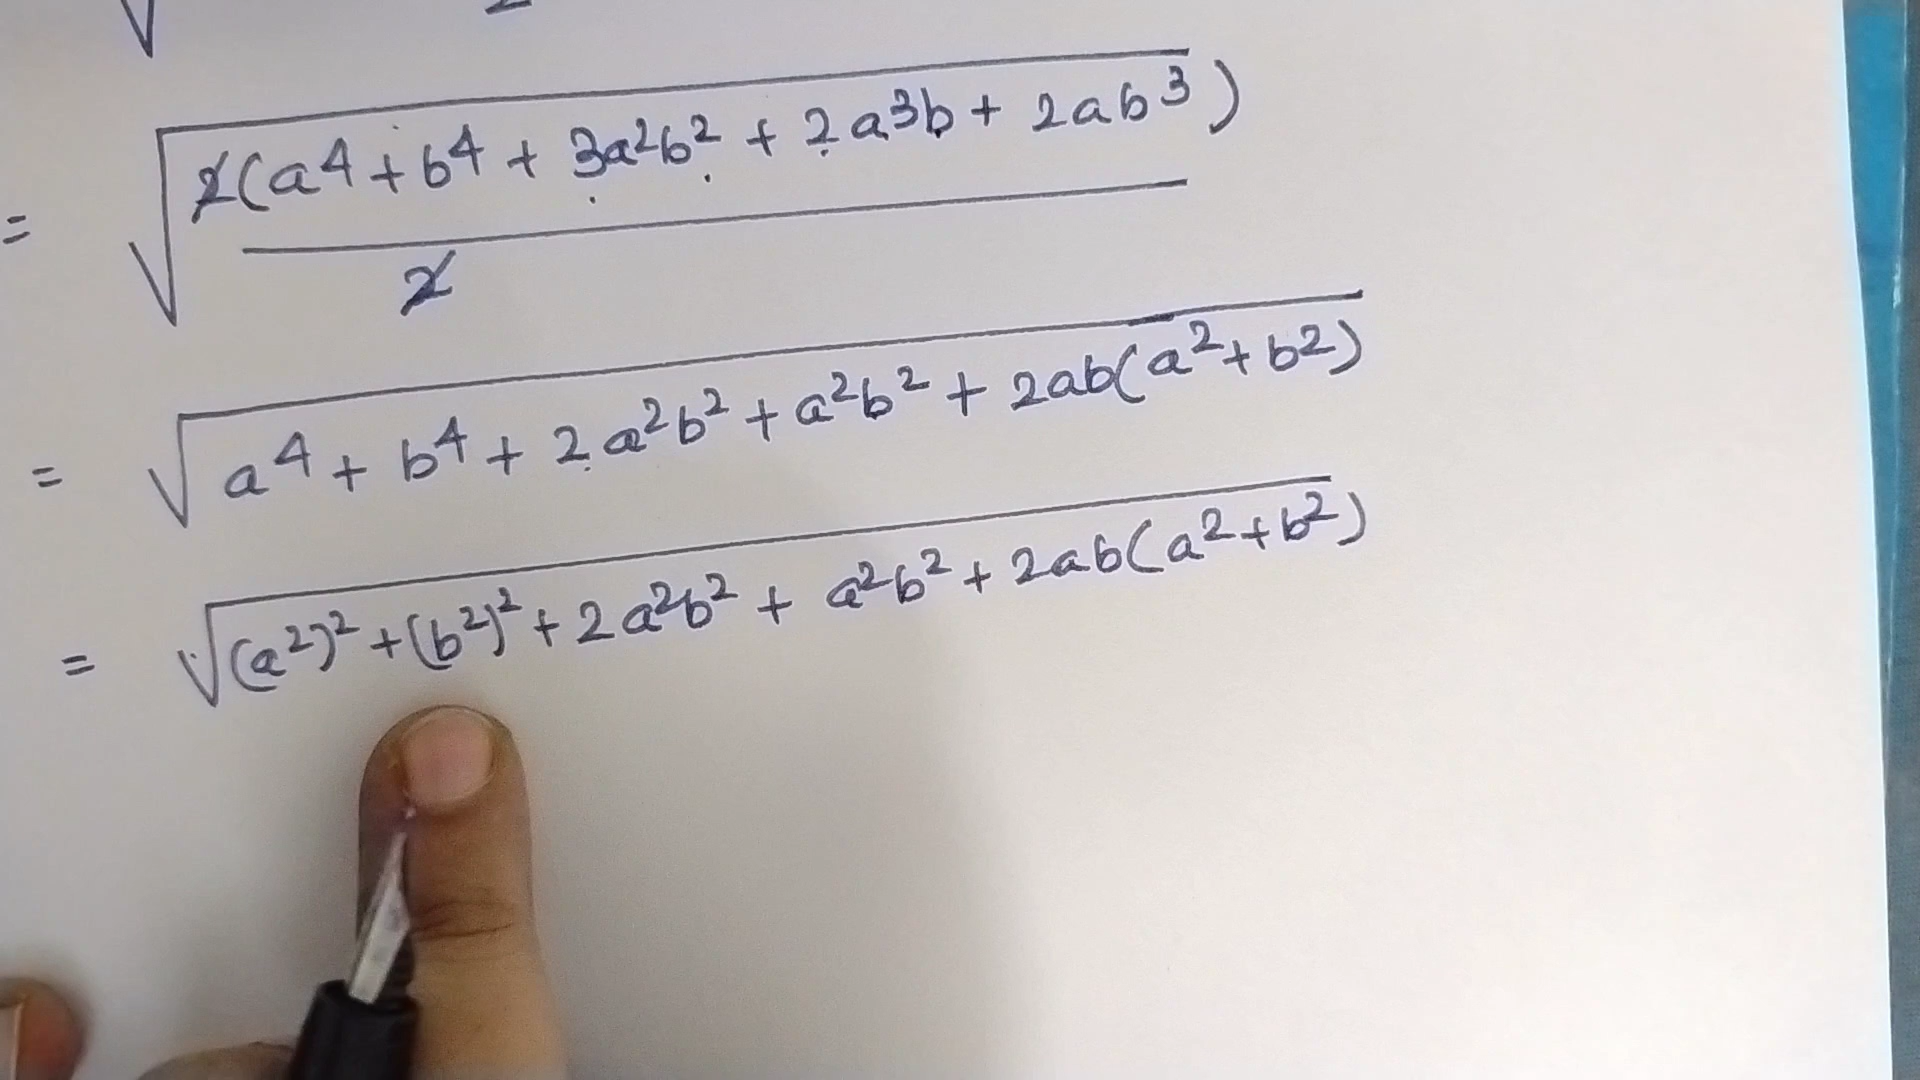 = √2(a⁴ + b⁴ + 3a²b² + 2a³b + 2ab³)
2
= √a⁴ + b⁴ + 2a²b² + a²b² + 2ab(a² + b²)
= √(a²)² + (b²)² + 2a²b² + a²b² + 2ab(a² + b²)